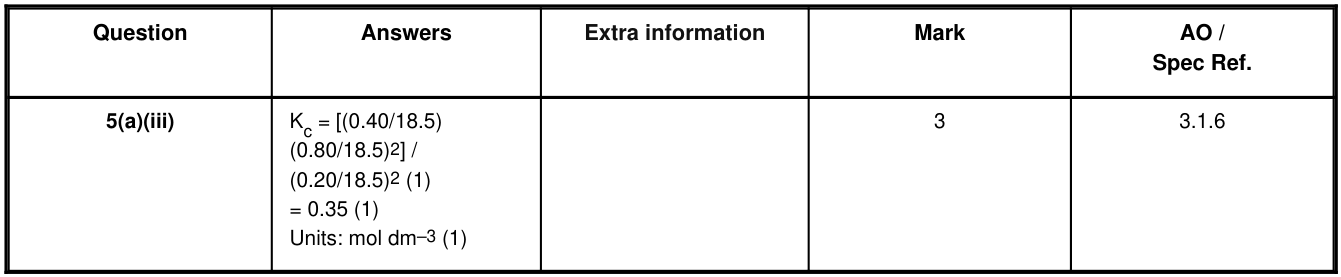 Question Answers Extra information Mark AO /
Spec Ref.
5(a)(iii) K_c = [(0.40/18.5) 3 3.1.6
(0.80/18.5)2] /
(0.20/18.5)2 (1)
= 0.35 (1)
Units: mol dm–3 (1)